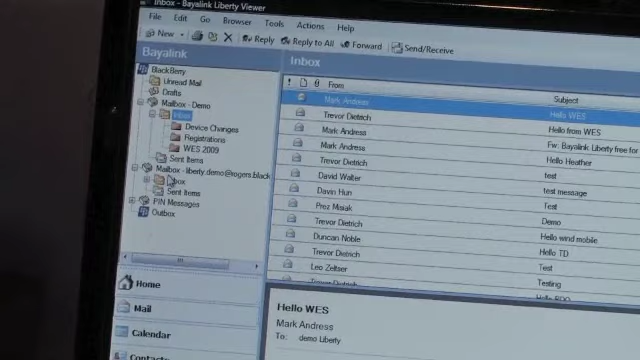 Inbox - Bayalink Liberty Viewer
File Edit Go Browser Tools Actions Help
New Reply Reply to All Forward Send/Receive
Bayalink
BlackBerry
Unread Mail
Drafts
Mailbox - Demo
Inbox
Device Changes
Registrations
WES 2009
Sent Items
Mailbox - liberty.demo@rogers.black
Inbox
Sent Items
PIN Messages
Outbox
Home
Mail
Calendar
Contacts
Inbox
! From Subject
Mark Andress Hello WES
Trevor Dietrich Hello from WES
Mark Andress Fw: Bayalink Liberty free for
Mark Andress Hello Heather
Trevor Dietrich test
David Walter test message
Davin Hun Test
Prez Misiak Demo
Trevor Dietrich Hello wind mobile
Duncan Noble Hello TD
Trevor Dietrich Test
Leo Zeltser Testing
Trevor Dietrich Hello BDO
Hello WES
Mark Andress
To: demo Liberty